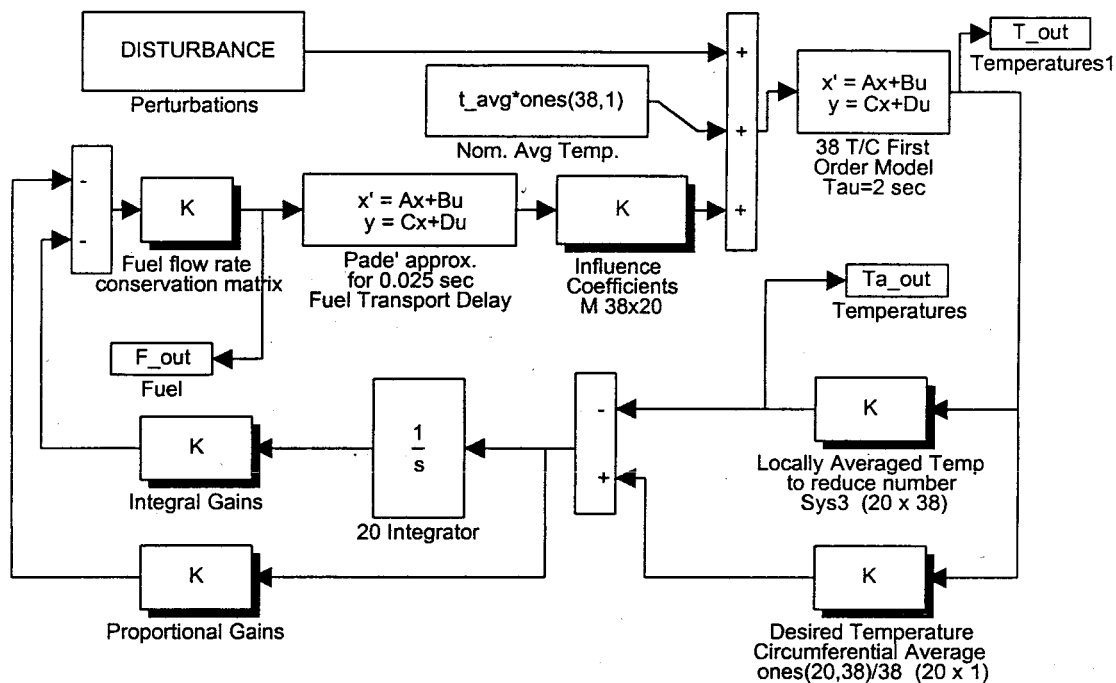 DISTURBANCE
Perturbations
t_avg*ones(38,1)
Nom. Avg Temp.
+
+
+
x' = Ax+Bu
y = Cx+Du
38 T/C First
Order Model
Tau=2 sec
T_out
Temperatures1
-
-
K
Fuel flow rate
conservation matrix
x' = Ax+Bu
y = Cx+Du
Pade' approx.
for 0.025 sec
Fuel Transport Delay
K
Influence
Coefficients
M 38x20
Ta_out
Temperatures
F_out
Fuel
K
Integral Gains
1
s
20 Integrator
-
+
K
Locally Averaged Temp
to reduce number
Sys3 (20 x 38)
K
Proportional Gains
K
Desired Temperature
Circumferential Average
ones(20,38)/38 (20 x 1)